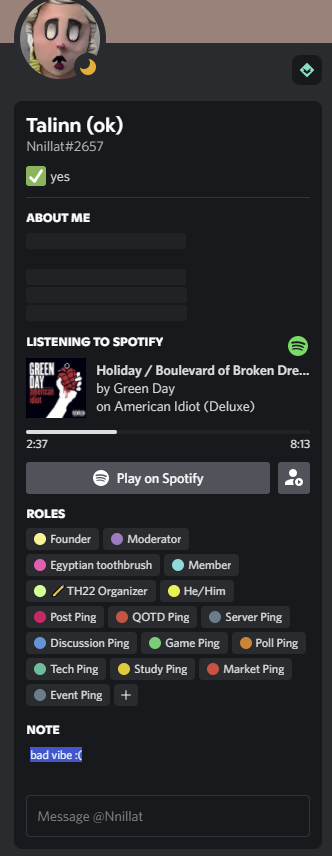 Talinn (ok)
Nnillat#2657
yes
ABOUT ME
LISTENING TO SPOTIFY
GREEN DAY
american idiot
Holiday / Boulevard of Broken Dre...
by Green Day
on American Idiot (Deluxe)
2:37 8:13
Play on Spotify
ROLES
Founder Moderator
Egyptian toothbrush Member
TH22 Organizer He/Him
Post Ping QOTD Ping Server Ping
Discussion Ping Game Ping Poll Ping
Tech Ping Study Ping Market Ping
Event Ping +
NOTE
bad vibe :(
Message @Nnillat